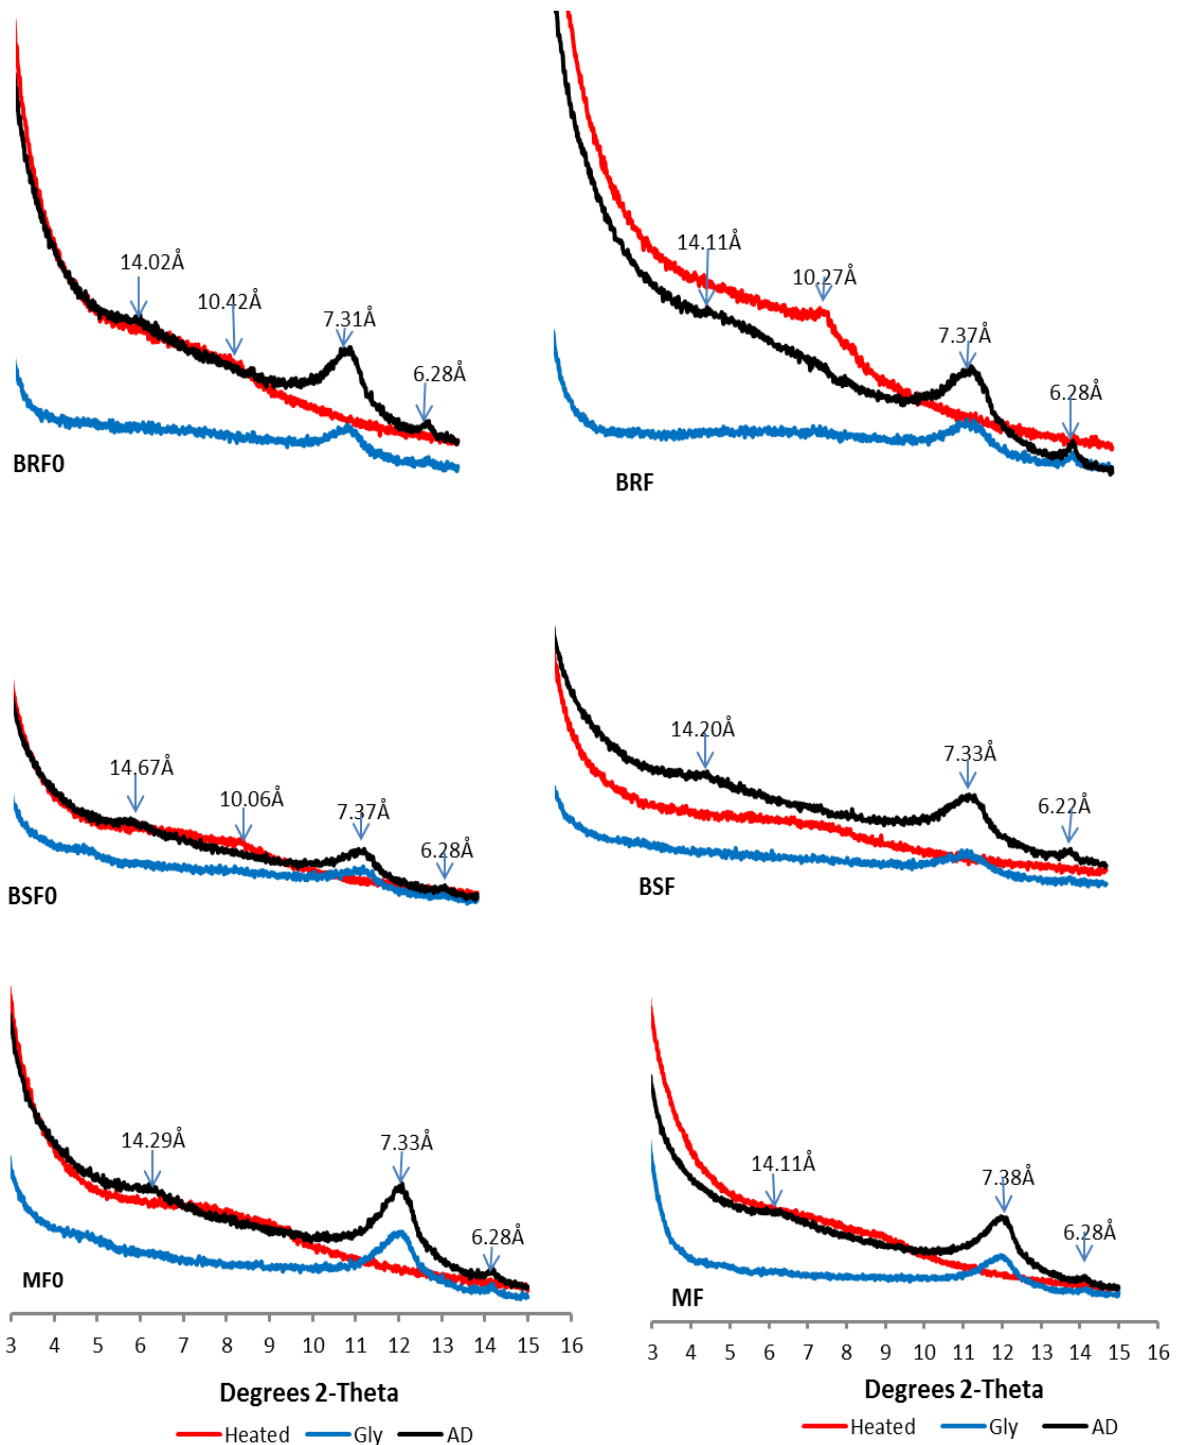 14.02Å
10.42Å
7.31Å
6.28Å
BRF0
14.11Å
10.27Å
7.37Å
6.28Å
BRF
14.67Å
10.06Å
7.37Å
6.28Å
BSF0
14.20Å
7.33Å
6.22Å
BSF
14.29Å
7.33Å
6.28Å
MF0
3 4 5 6 7 8 9 10 11 12 13 14 15 16
Degrees 2-Theta
Heated Gly AD
14.11Å
7.38Å
6.28Å
MF
3 4 5 6 7 8 9 10 11 12 13 14 15 16
Degrees 2-Theta
Heated Gly AD